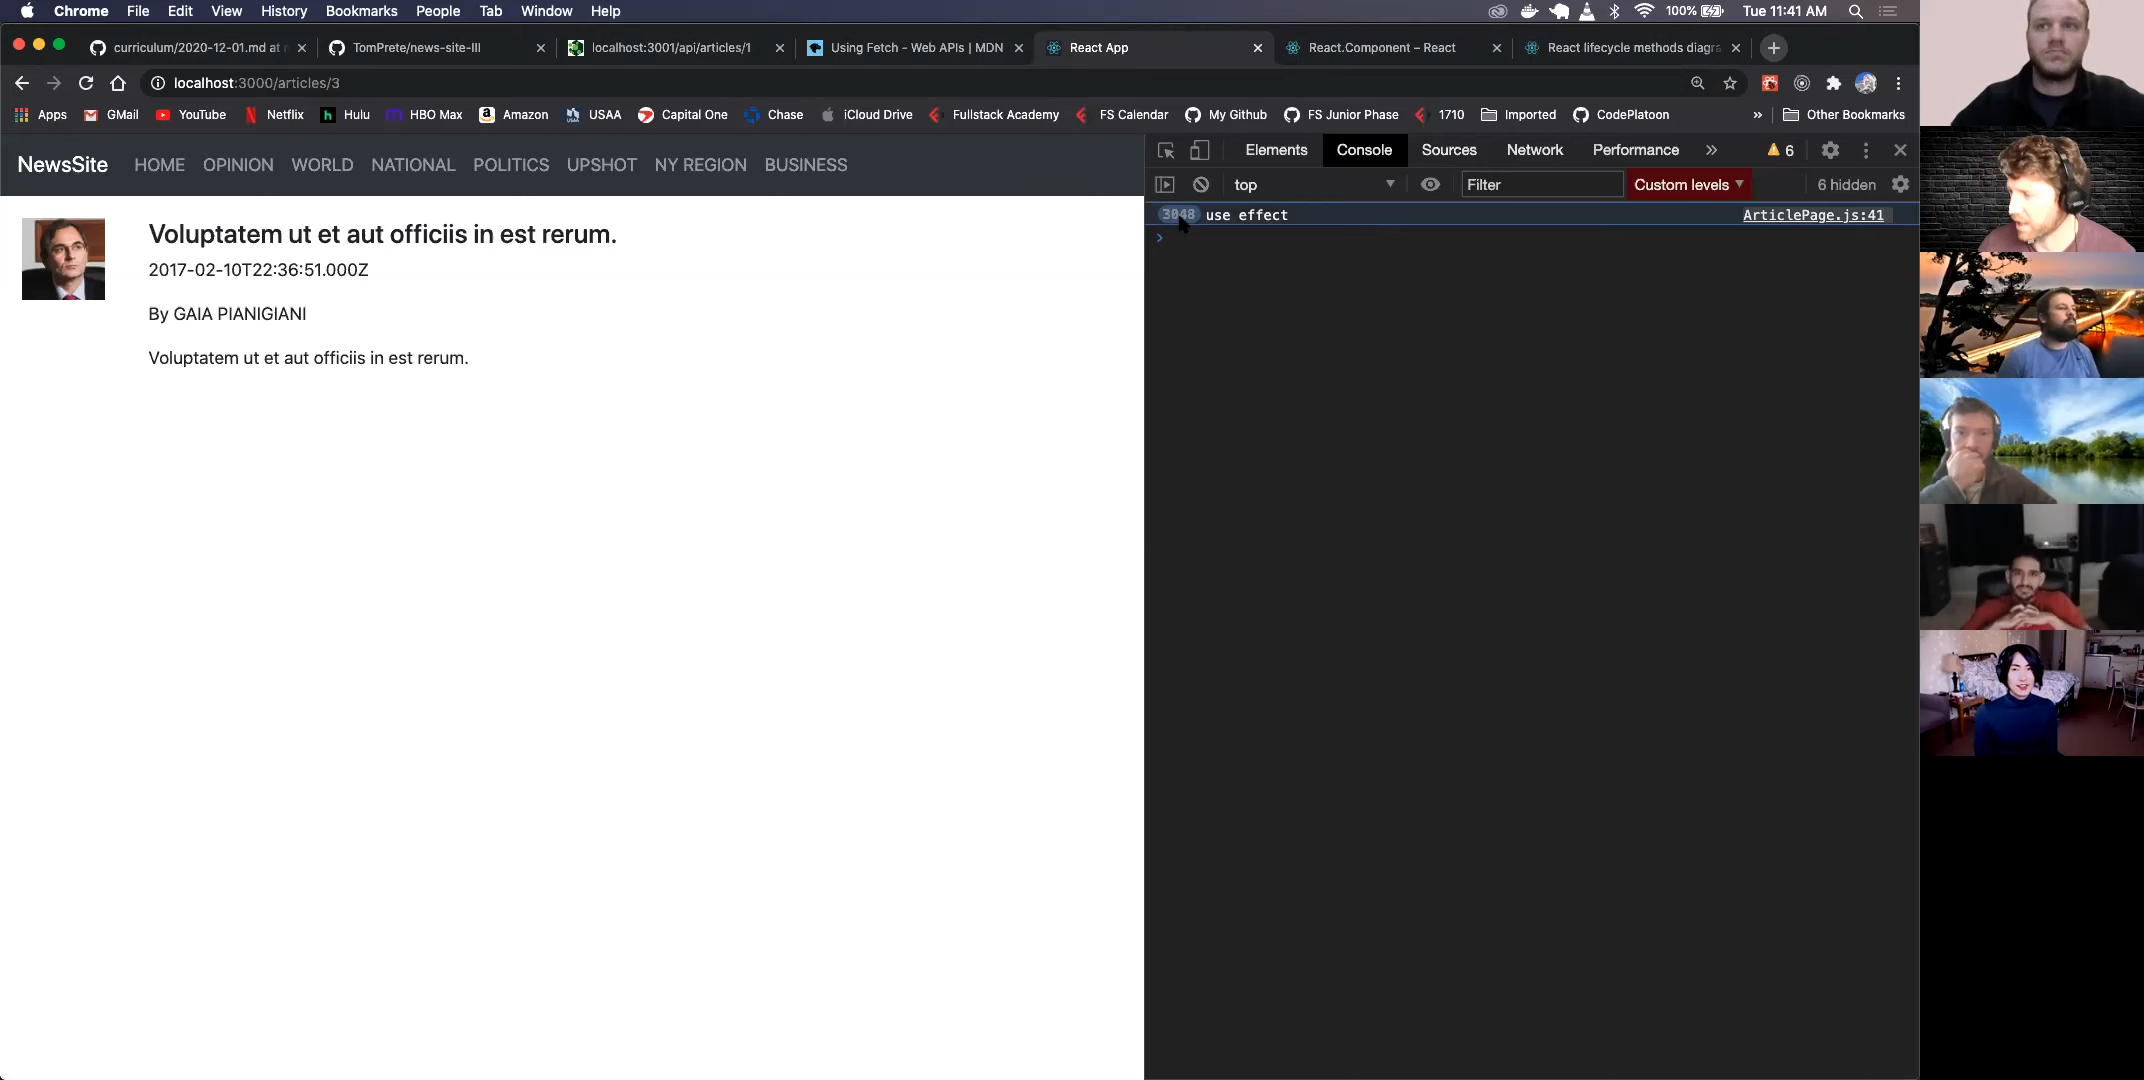 Chrome File Edit View History Bookmarks People Tab Window Help 100% Tue 11:41 AM
curriculum/2020-12-01.md at TomPrete/news-site-III localhost:3001/api/articles/1 Using Fetch - Web APIs | MDN React App React.Component – React React lifecycle methods diagra
localhost:3000/articles/3
Apps GMail YouTube Netflix Hulu HBO Max Amazon USAA Capital One Chase iCloud Drive Fullstack Academy FS Calendar My Github FS Junior Phase 1710 Imported CodePlatoon » Other Bookmarks
NewsSite HOME OPINION WORLD NATIONAL POLITICS UPSHOT NY REGION BUSINESS
Voluptatem ut et aut officiis in est rerum.
2017-02-10T22:36:51.000Z
By GAIA PIANIGIANI
Voluptatem ut et aut officiis in est rerum.
Elements Console Sources Network Performance » 6
top Filter Custom levels 6 hidden
3048 use effect ArticlePage.js:41